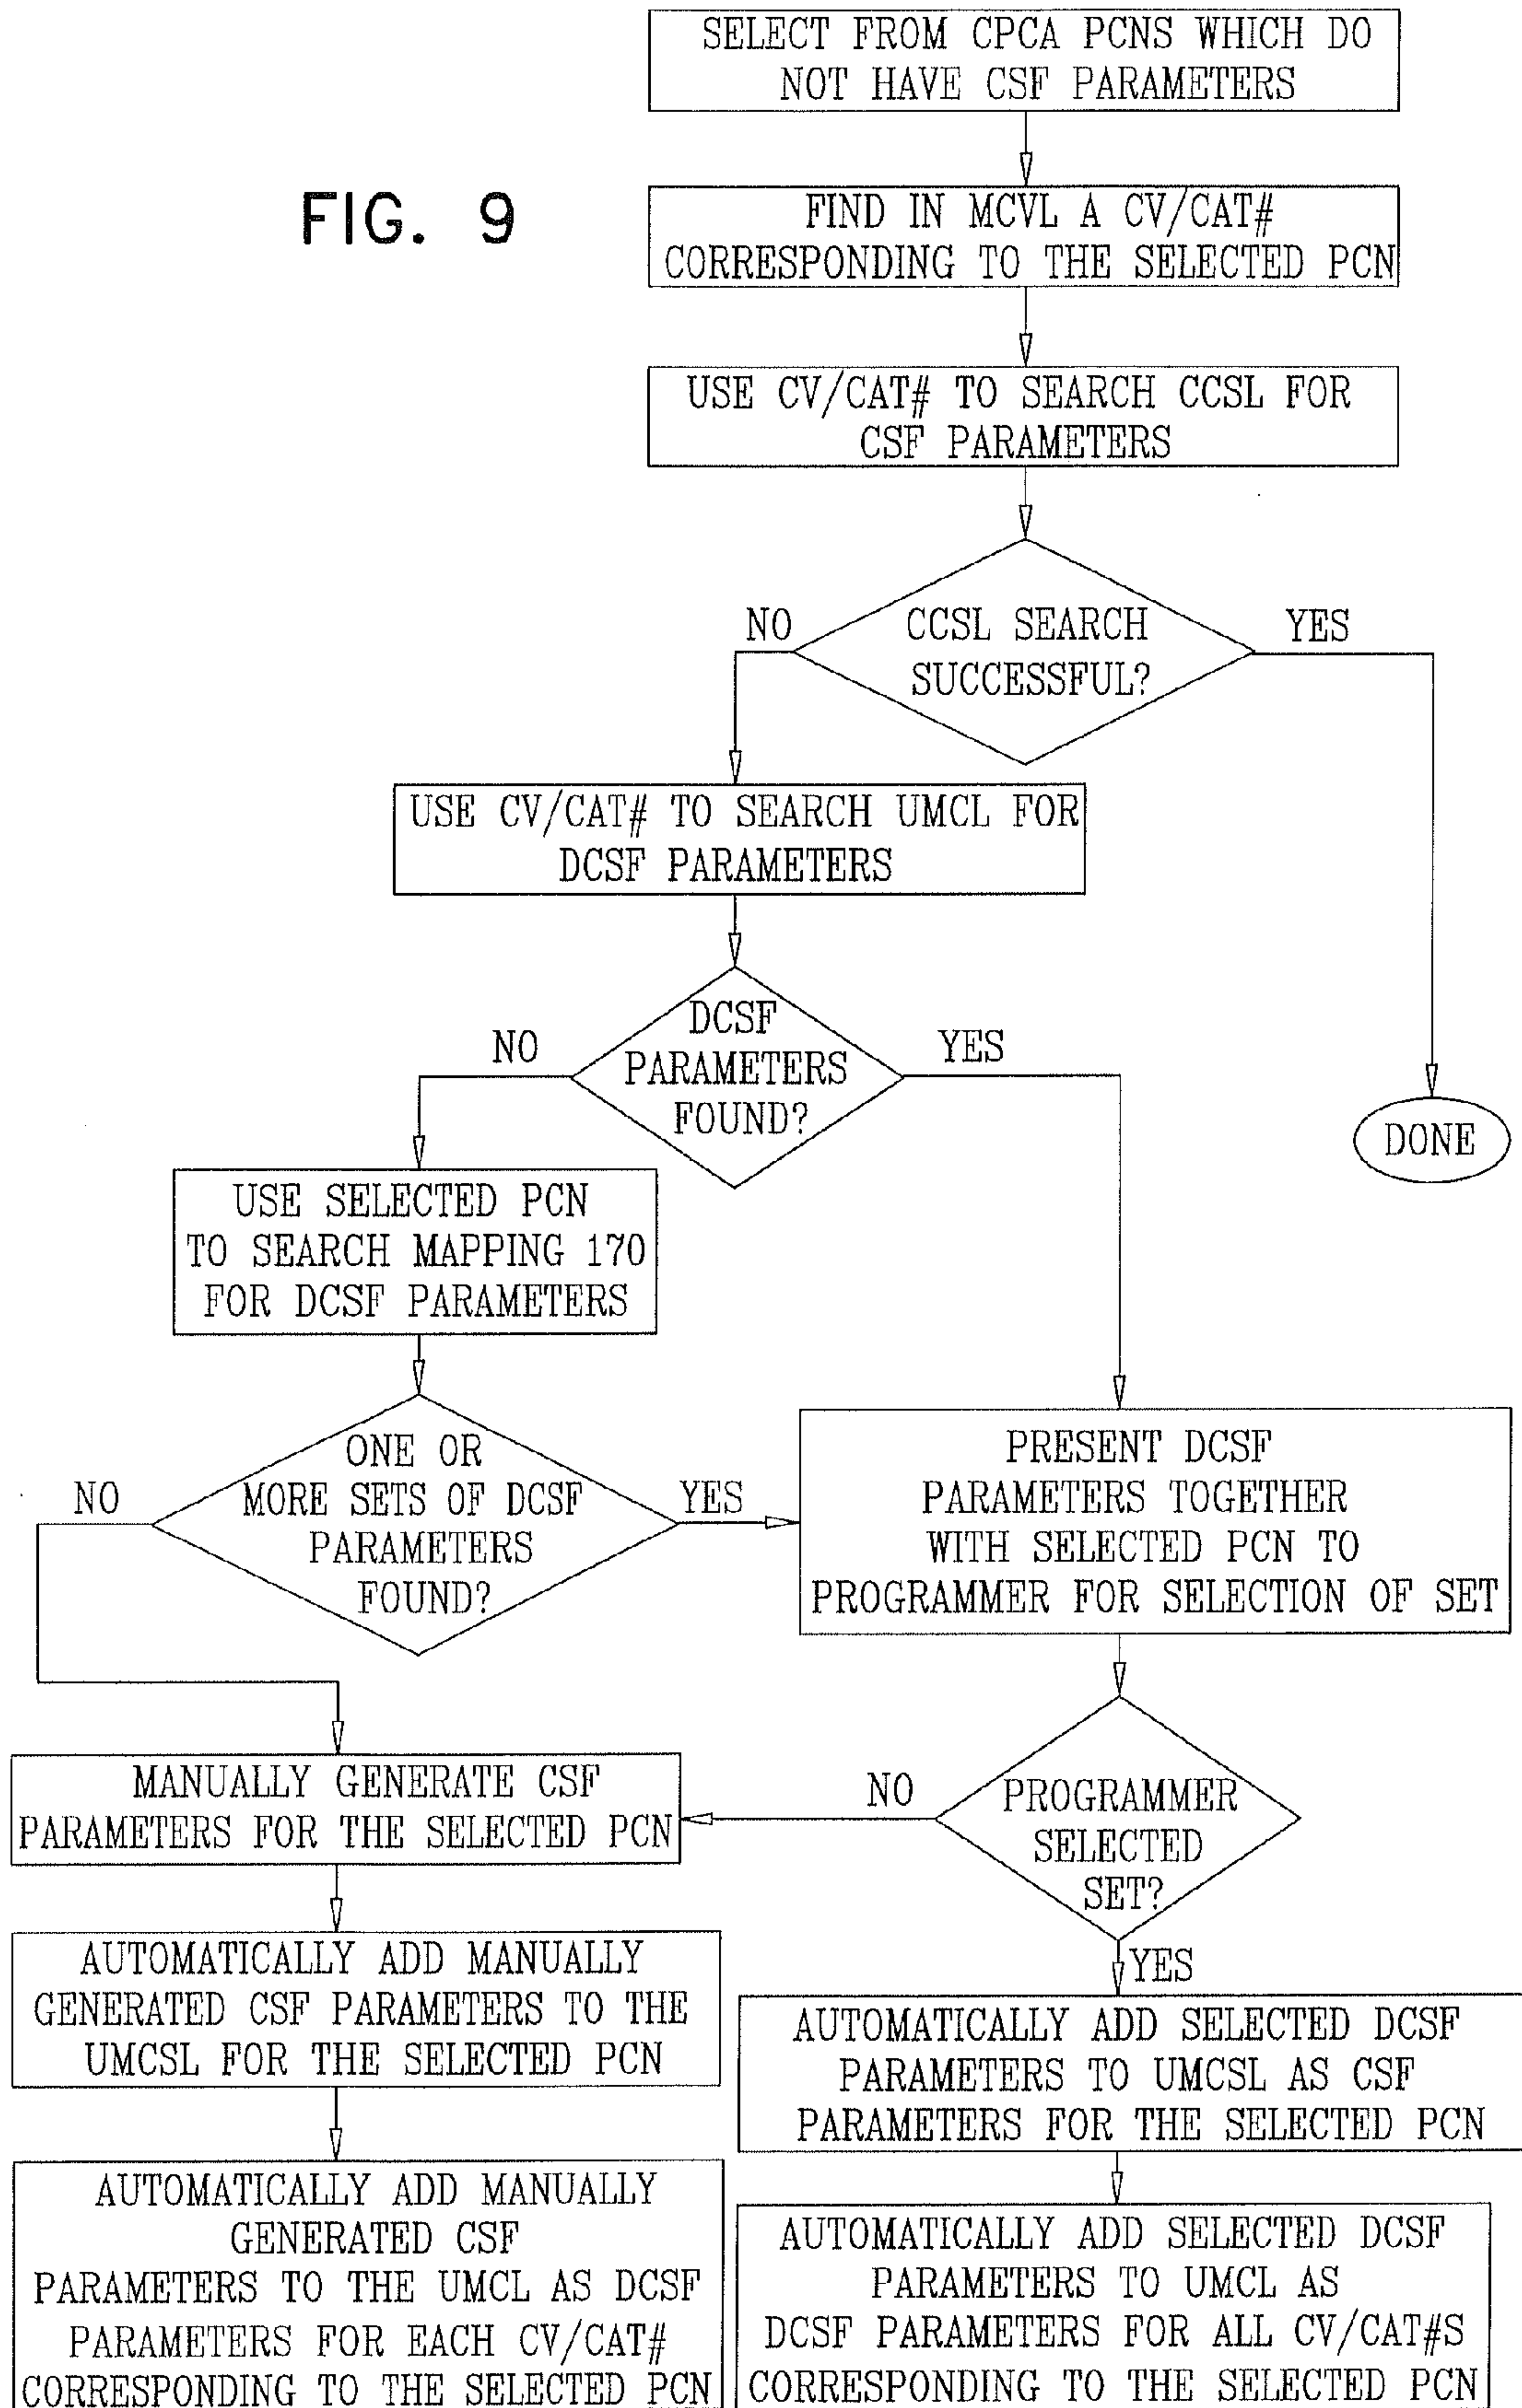 SELECT FROM CPCA PCNS WHICH DO
NOT HAVE CSF PARAMETERS
FIG. 9
FIND IN MCVL A CV/CAT#
CORRESPONDING TO THE SELECTED PCN
USE CV/CAT# TO SEARCH CCSL FOR
CSF PARAMETERS
NO
CCSL SEARCH
SUCCESSFUL?
YES
USE CV/CAT# TO SEARCH UMCL FOR
DCSF PARAMETERS
NO
DCSF
PARAMETERS
FOUND?
YES
DONE
USE SELECTED PCN
TO SEARCH MAPPING 170
FOR DCSF PARAMETERS
NO
ONE OR
MORE SETS OF DCSF
PARAMETERS
FOUND?
YES
PRESENT DCSF
PARAMETERS TOGETHER
WITH SELECTED PCN TO
PROGRAMMER FOR SELECTION OF SET
MANUALLY GENERATE CSF
PARAMETERS FOR THE SELECTED PCN
NO
PROGRAMMER
SELECTED
SET?
YES
AUTOMATICALLY ADD MANUALLY
GENERATED CSF PARAMETERS TO THE
UMCSL FOR THE SELECTED PCN
AUTOMATICALLY ADD SELECTED DCSF
PARAMETERS TO UMCSL AS CSF
PARAMETERS FOR THE SELECTED PCN
AUTOMATICALLY ADD MANUALLY
GENERATED CSF
PARAMETERS TO THE UMCL AS DCSF
PARAMETERS FOR EACH CV/CAT#
CORRESPONDING TO THE SELECTED PCN
AUTOMATICALLY ADD SELECTED DCSF
PARAMETERS TO UMCL AS
DCSF PARAMETERS FOR ALL CV/CAT#S
CORRESPONDING TO THE SELECTED PCN